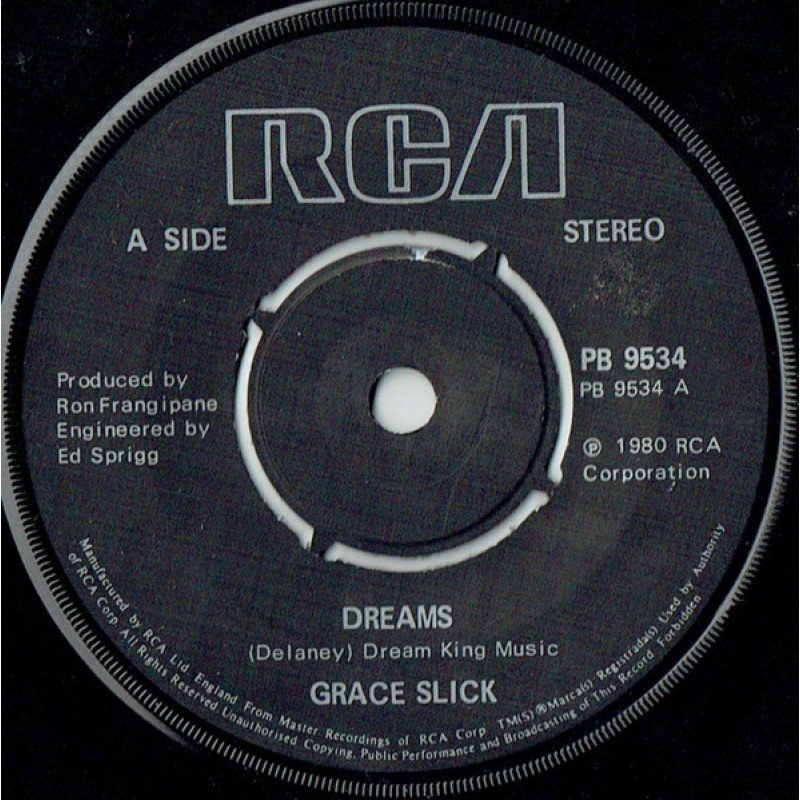 RCA
A SIDE
STEREO
Produced by
Ron Frangipane
Engineered by
Ed Sprigg
PB 9534
PB 9534 A
℗ 1980 RCA
Corporation
DREAMS
(Delaney) Dream King Music
GRACE SLICK
Manufactured by RCA Ltd. England. From Master Recordings of RCA Corp. TM(S)®Marca(s) Registrada(s) Used by Authority
of RCA Corp. All Rights Reserved Unauthorised Copying, Public Performance and Broadcasting of This Record Forbidden